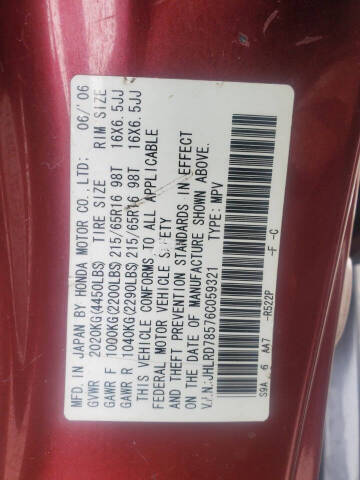 MFD. IN JAPAN BY HONDA MOTOR CO.,LTD: 06/'06
GVWR 2020KG(4450LBS) TIRE SIZE RIM SIZE
GAWR F 1000KG(2200LBS) 215/65R16 98T 16X6.5JJ
GAWR R 1040KG(2290LBS) 215/65R16 98T 16X6.5JJ
THIS VEHICLE CONFORMS TO ALL APPLICABLE
FEDERAL MOTOR VEHICLE SAFETY
AND THEFT PREVENTION STANDARDS IN EFFECT
ON THE DATE OF MANUFACTURE SHOWN ABOVE.
V.I.N:JHLRD78576C059321 TYPE: MPV
S9A 6 AA7 -R522P -F -C